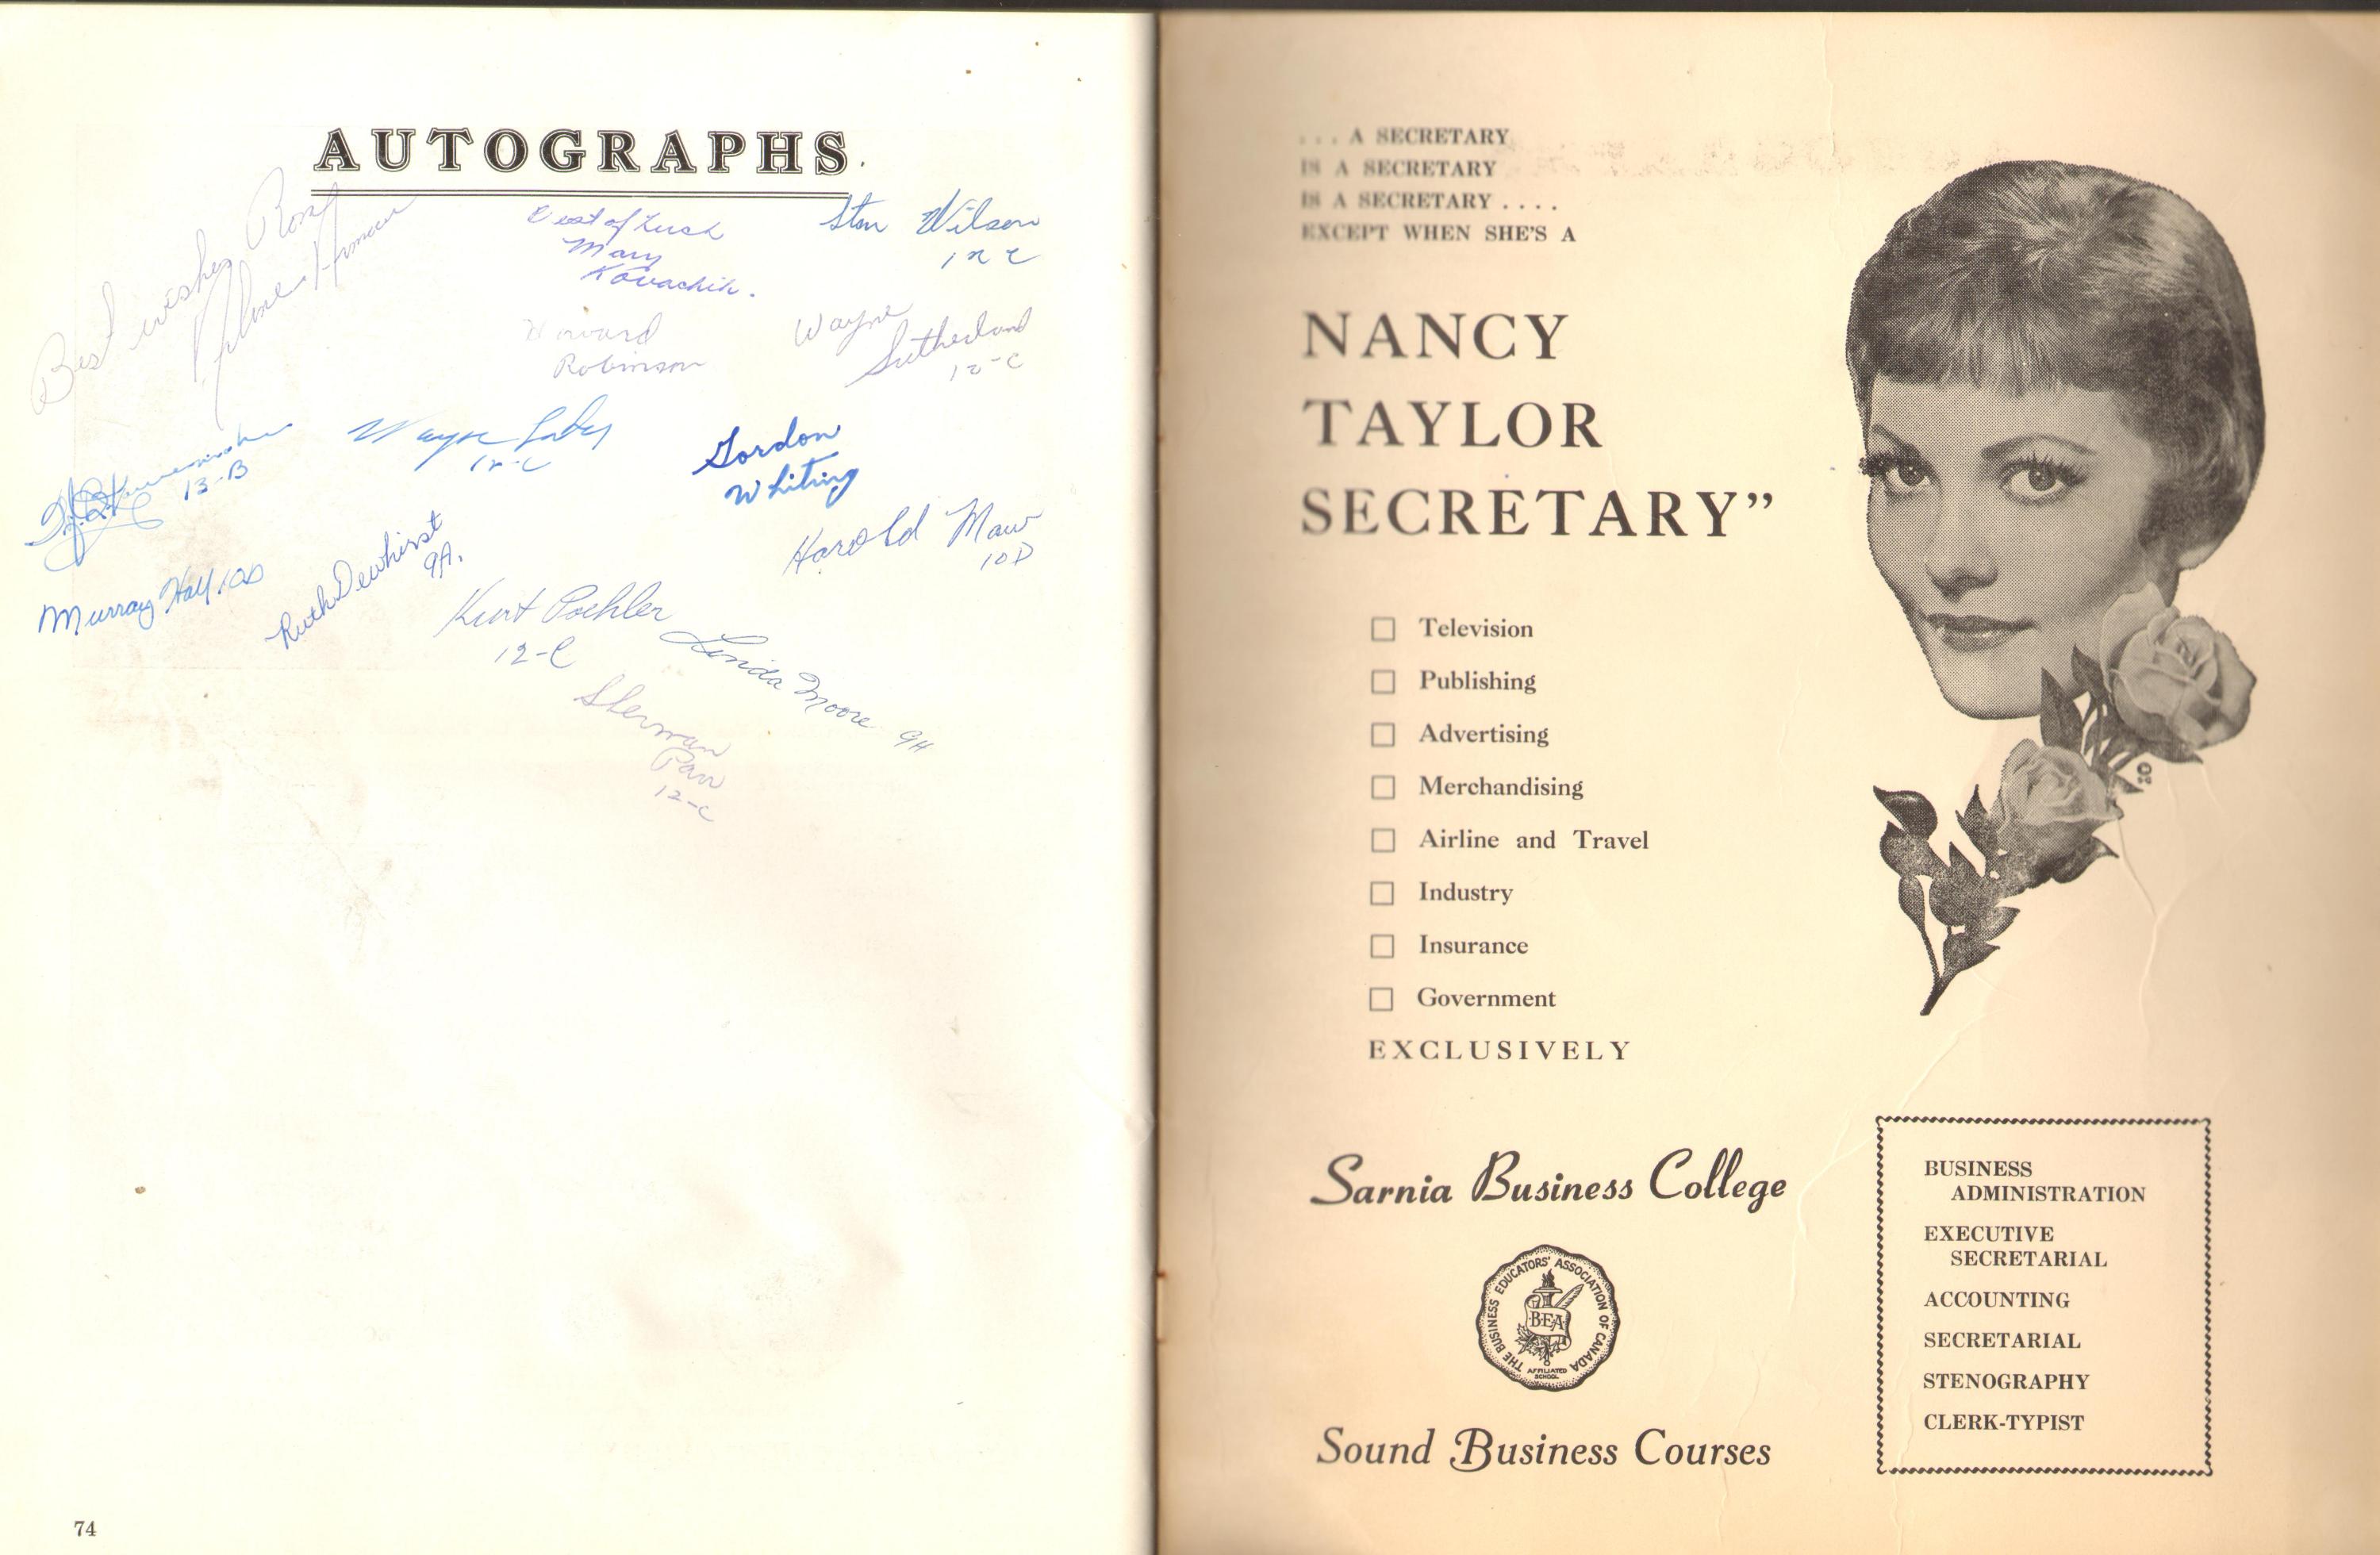 AUTOGRAPHS.
Best wishes
Best of Luck
Mary
Kovachik.
Stan Wilson
12 C
Howard
Robinson
Wayne
Sutherland
12-C
13-B
Wayne
12-C
Gordon
Whiting
Harold Maw
10D
Murray Hall 10D
Ruth Dewhirst
9A.
Kurt Poehler
12-C
Linda Moore 9H
Sherman
Parr
12-C
74
... A SECRETARY
IS A SECRETARY
IS A SECRETARY ....
EXCEPT WHEN SHE'S A
NANCY
TAYLOR
SECRETARY”
Television
Publishing
Advertising
Merchandising
Airline and Travel
Industry
Insurance
Government
EXCLUSIVELY
Sarnia Business College
THE BUSINESS EDUCATORS' ASSOCIATION OF CANADA
BEA
AFFILIATED
SCHOOL
Sound Business Courses
BUSINESS
ADMINISTRATION
EXECUTIVE
SECRETARIAL
ACCOUNTING
SECRETARIAL
STENOGRAPHY
CLERK-TYPIST